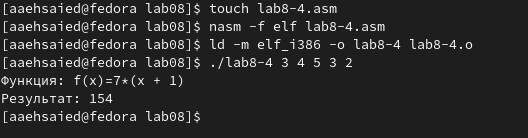 [aaehsaied@fedora lab08]$ touch lab8-4.asm
[aaehsaied@fedora lab08]$ nasm -f elf lab8-4.asm
[aaehsaied@fedora lab08]$ ld -m elf_i386 -o lab8-4 lab8-4.o
[aaehsaied@fedora lab08]$ ./lab8-4 3 4 5 3 2
Функция: f(x)=7*(x + 1)
Результат: 154
[aaehsaied@fedora lab08]$